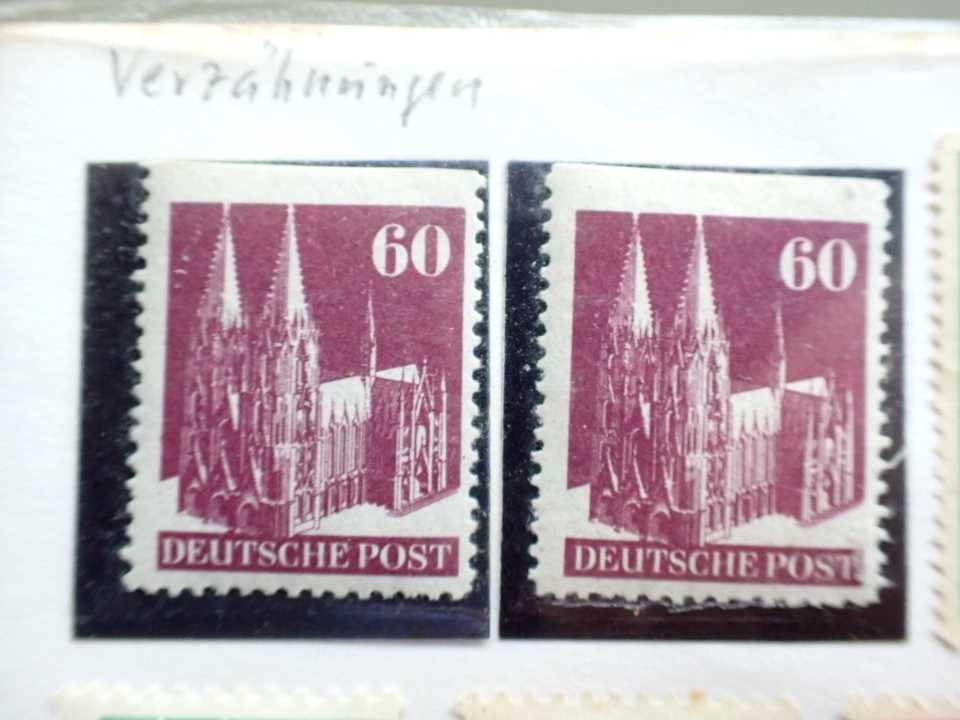 Verzähnungen
60
DEUTSCHE POST
60
DEUTSCHE POST